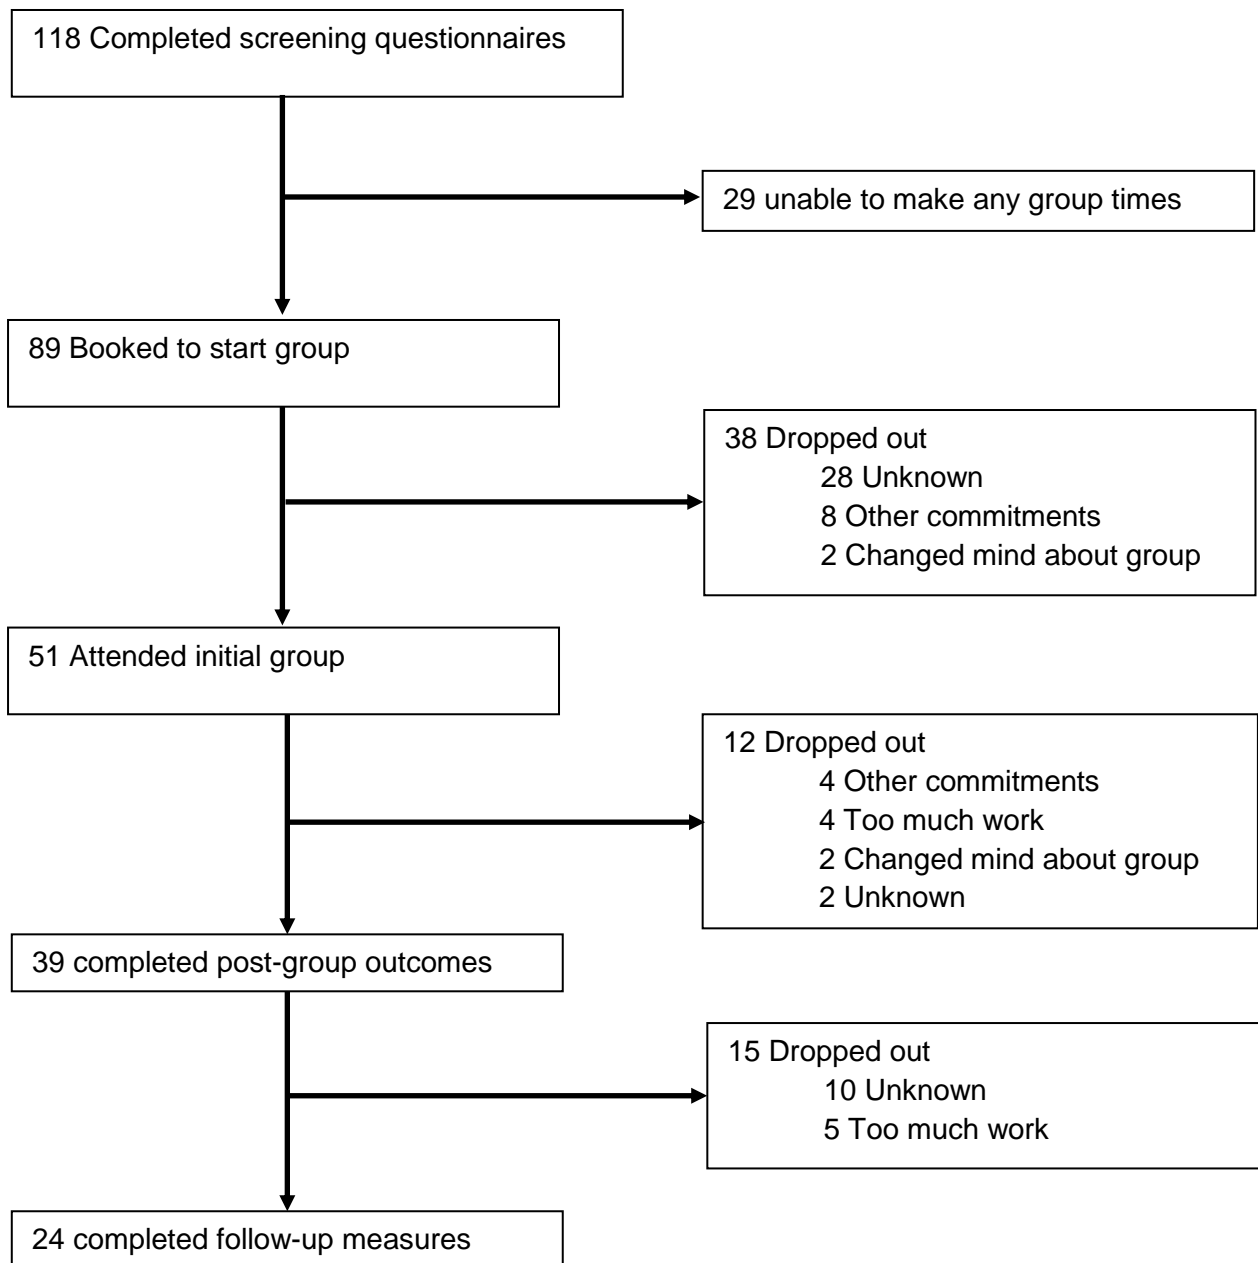 118 Completed screening questionnaires
29 unable to make any group times
89 Booked to start group
38 Dropped out
28 Unknown
8 Other commitments
2 Changed mind about group
51 Attended initial group
12 Dropped out
4 Other commitments
4 Too much work
2 Changed mind about group
2 Unknown
39 completed post-group outcomes
15 Dropped out
10 Unknown
5 Too much work
24 completed follow-up measures